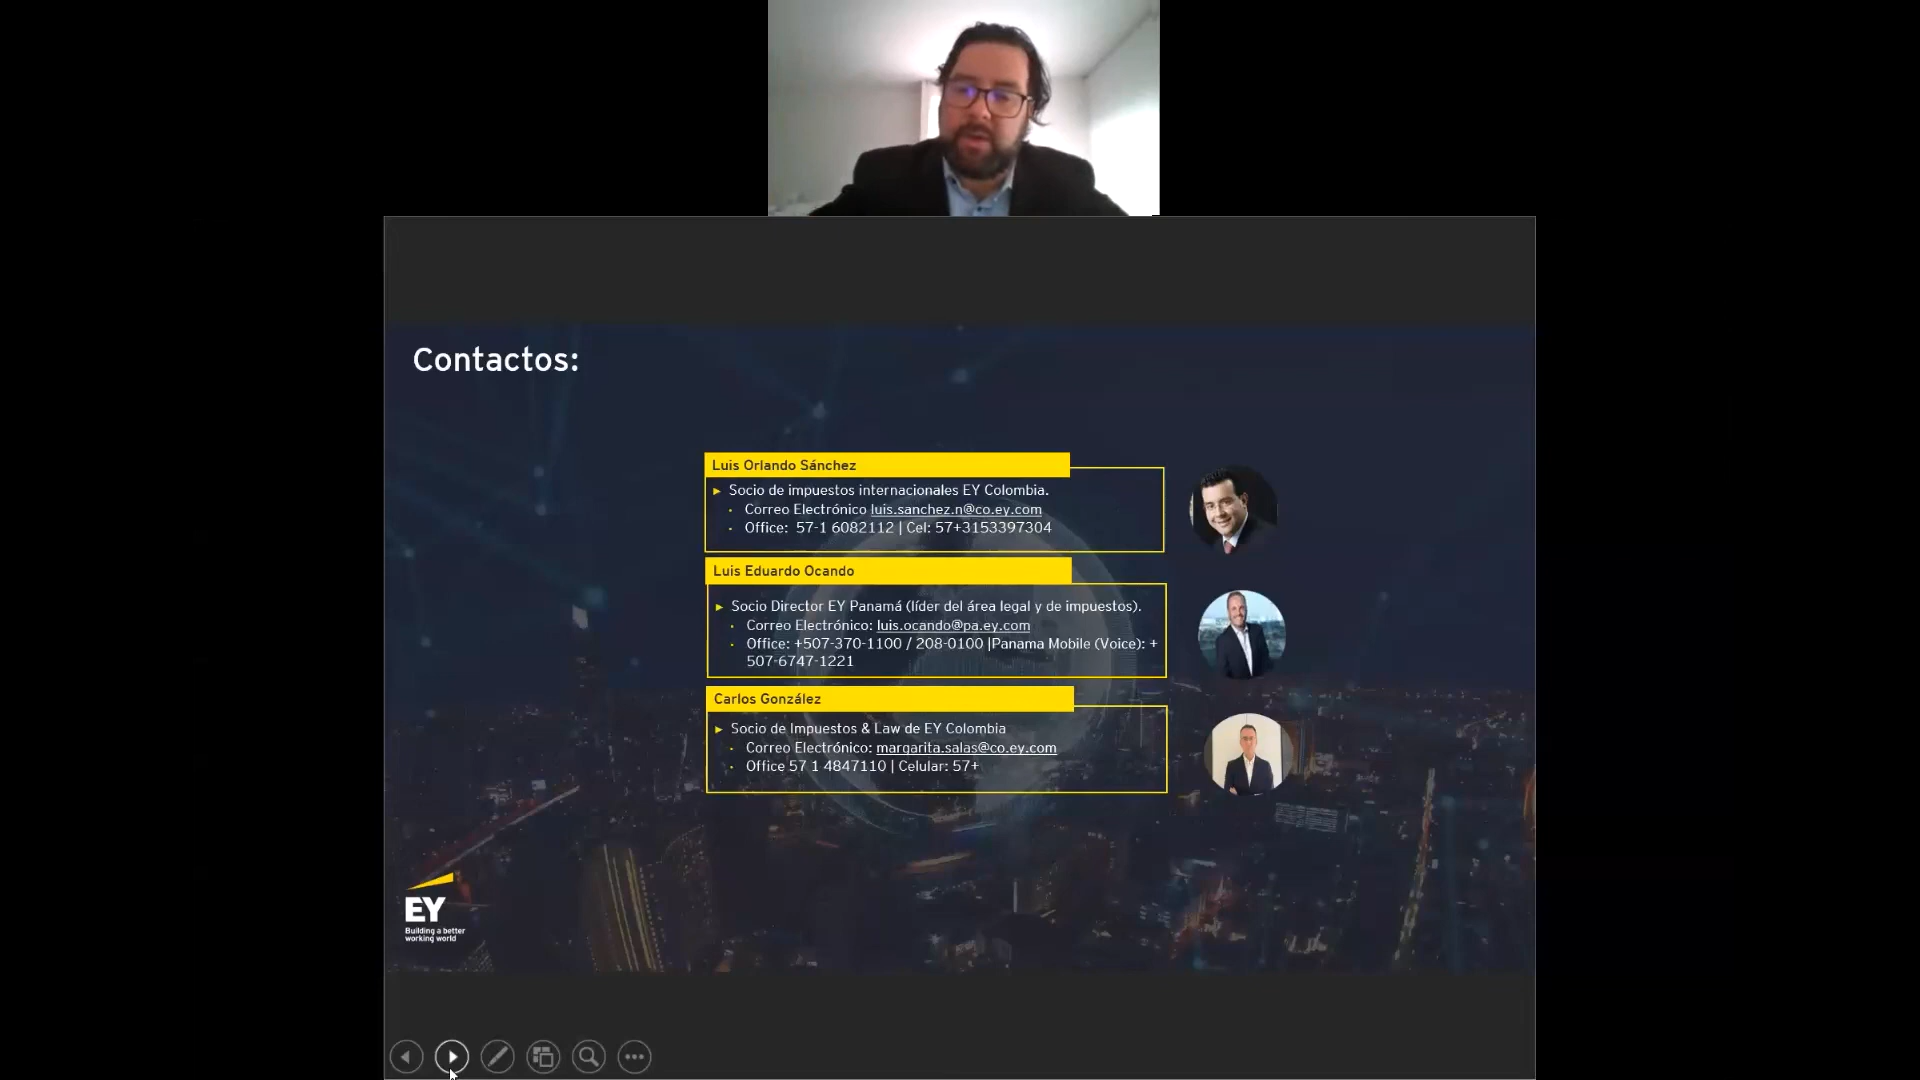 Contactos:
Luis Orlando Sánchez
► Socio de impuestos internacionales EY Colombia.
• Correo Electrónico luis.sanchez.n@co.ey.com
• Office:  57-1 6082112 | Cel: 57+3153397304
Luis Eduardo Ocando
► Socio Director EY Panamá (líder del área legal y de impuestos).
• Correo Electrónico: luis.ocando@pa.ey.com
• Office: +507-370-1100 / 208-0100 |Panama Mobile (Voice): +
507-6747-1221
Carlos González
► Socio de Impuestos & Law de EY Colombia
• Correo Electrónico: margarita.salas@co.ey.com
• Office 57 1 4847110 | Celular: 57+
EY
Building a better
working world